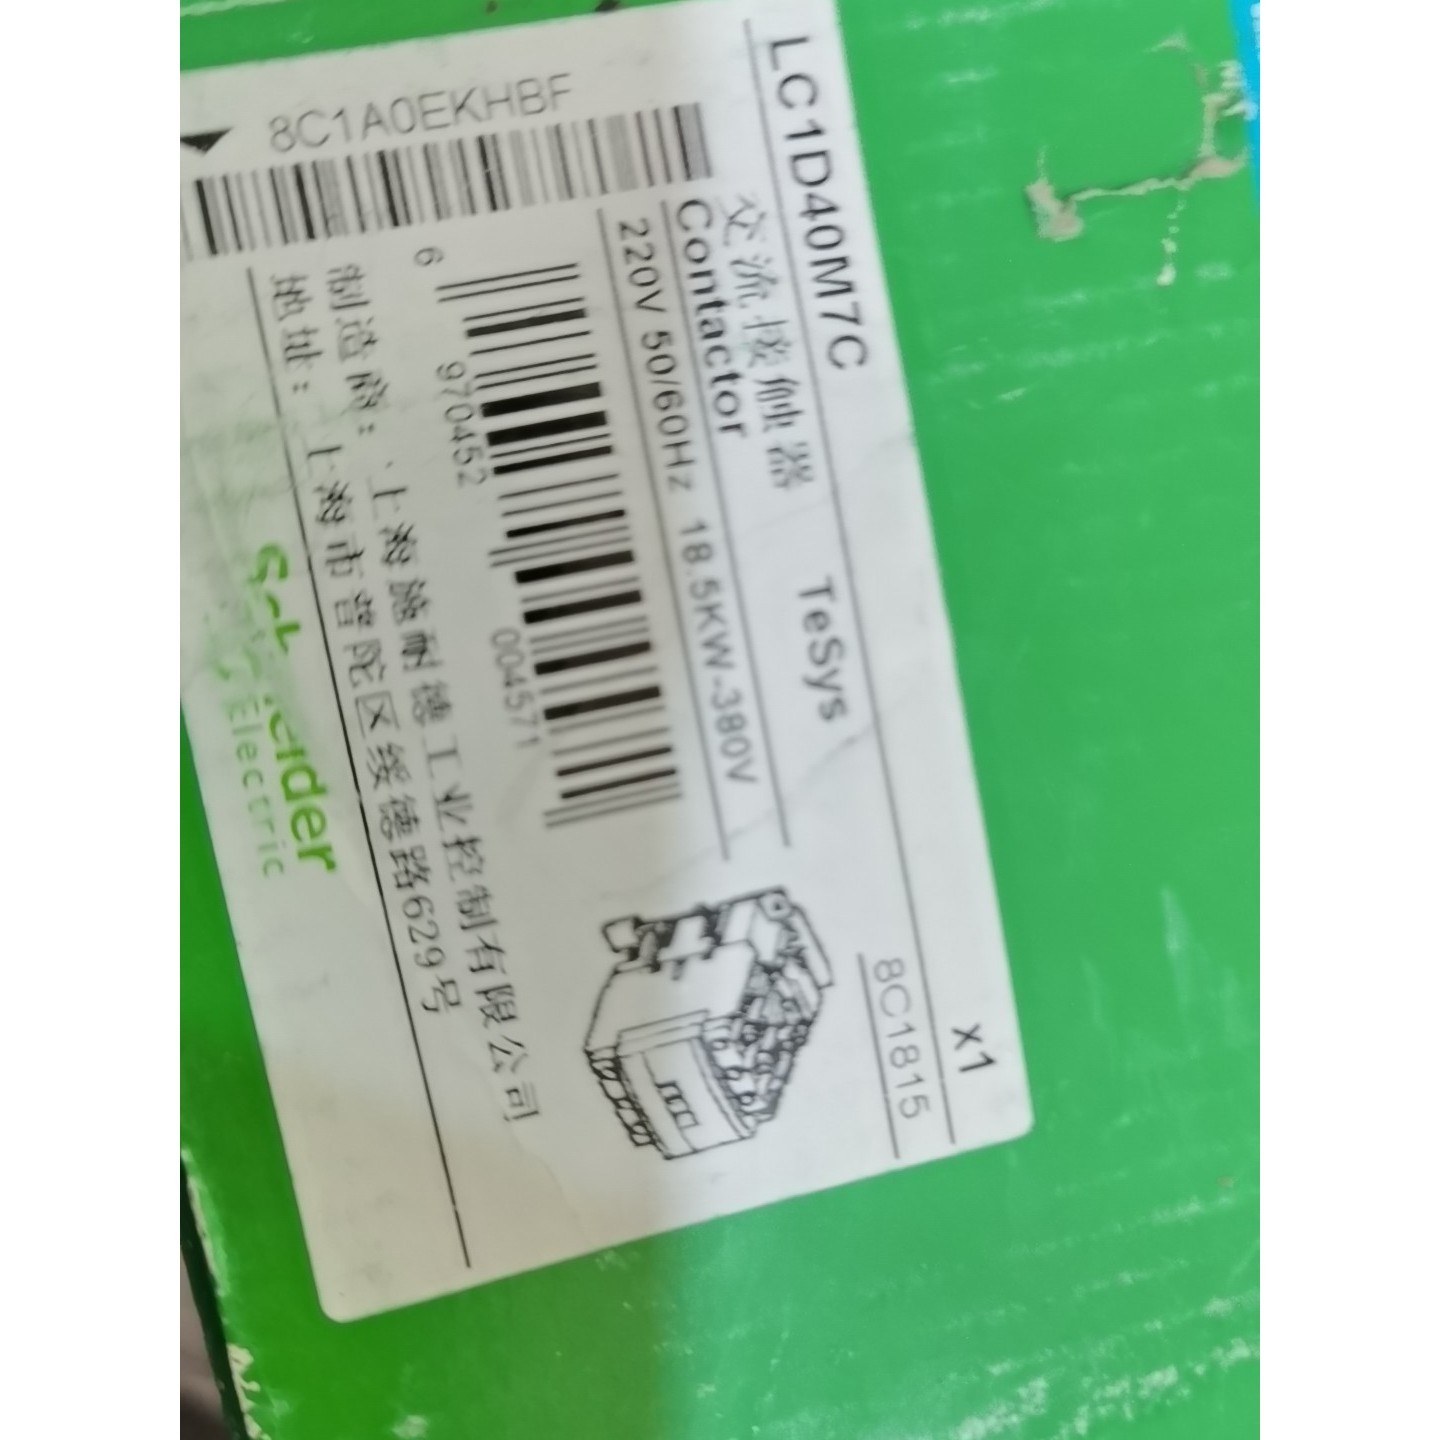 LC1D40M7C
TeSys
x1
交流接触器
Contactor
8C1815
220V 50/60Hz 18.5KW-380V
6 970452 004571
8C1A0EKHBF
制造商：上海施耐德工业控制有限公司
地址：上海市普陀区绥德路629号
Schneider
Electric